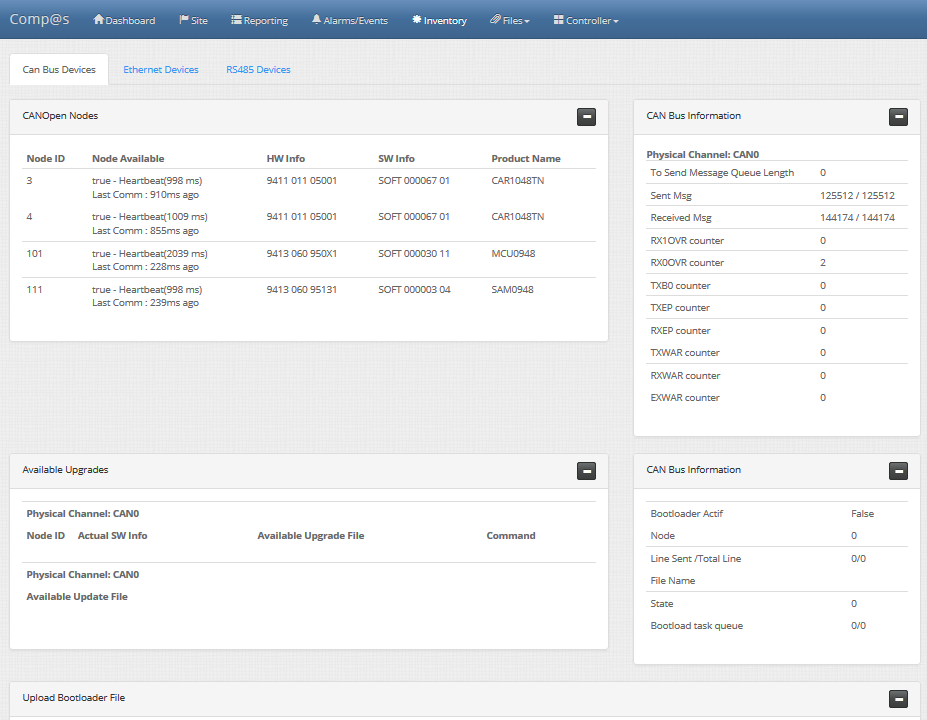 Comp@s Dashboard Site Reporting Alarms/Events Inventory Files Controller
Can Bus Devices Ethernet Devices RS485 Devices
CANOpen Nodes
Node ID Node Available HW Info SW Info Product Name
3 true - Heartbeat(998 ms) 9411 011 05001 SOFT 000067 01 CAR1048TN
Last Comm : 910ms ago
4 true - Heartbeat(1009 ms) 9411 011 05001 SOFT 000067 01 CAR1048TN
Last Comm : 855ms ago
101 true - Heartbeat(2039 ms) 9413 060 950X1 SOFT 000030 11 MCU0948
Last Comm : 228ms ago
111 true - Heartbeat(998 ms) 9413 060 95131 SOFT 000003 04 SAM0948
Last Comm : 239ms ago
CAN Bus Information
Physical Channel: CAN0
To Send Message Queue Length 0
Sent Msg 125512 / 125512
Received Msg 144174 / 144174
RX1OVR counter 0
RX0OVR counter 2
TXB0 counter 0
TXEP counter 0
RXEP counter 0
TXWAR counter 0
RXWAR counter 0
EXWAR counter 0
Available Upgrades
Physical Channel: CAN0
Node ID Actual SW Info Available Upgrade File Command
Physical Channel: CAN0
Available Update File
CAN Bus Information
Bootloader Actif False
Node 0
Line Sent /Total Line 0/0
File Name
State 0
Bootload task queue 0/0
Upload Bootloader File